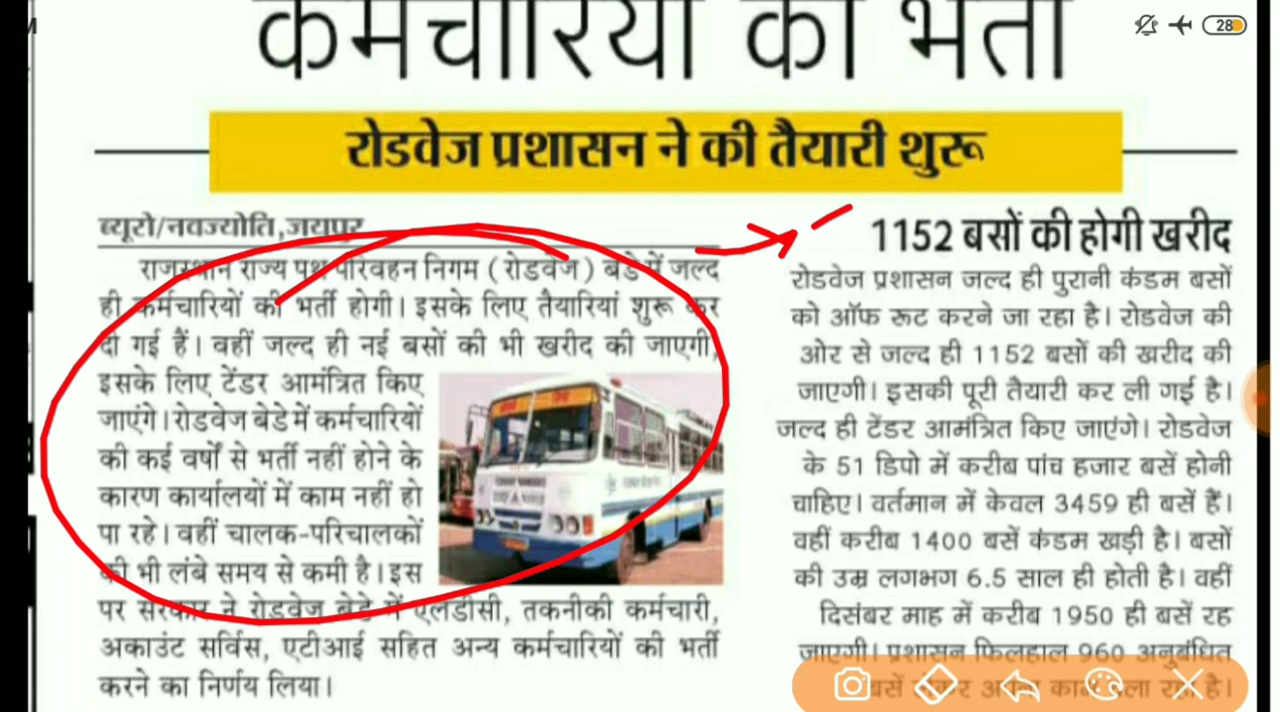 कर्मचारियों की भर्ती
28
रोडवेज प्रशासन ने की तैयारी शुरू
ब्यूरो/नवज्योति,जयपुर
राजस्थान राज्य पथ परिवहन निगम (रोडवेज) बेडे में जल्द
ही कर्मचारियों की भर्ती होगी। इसके लिए तैयारियां शुरू कर
दी गई हैं। वहीं जल्द ही नई बसों की भी खरीद की जाएगी,
इसके लिए टेंडर आमंत्रित किए
जाएंगे। रोडवेज बेडे में कर्मचारियों
की कई वर्षों से भर्ती नहीं होने के
कारण कार्यालयों में काम नहीं हो
पा रहे। वहीं चालक-परिचालकों
की भी लंबे समय से कमी है। इस
पर सरकार ने रोडवेज बेडे में एलडीसी, तकनीकी कर्मचारी,
अकाउंट सर्विस, एटीआई सहित अन्य कर्मचारियों की भर्ती
करने का निर्णय लिया।
1152 बसों की होगी खरीद
रोडवेज प्रशासन जल्द ही पुरानी कंडम बसों
को ऑफ रूट करने जा रहा है। रोडवेज की
ओर से जल्द ही 1152 बसों की खरीद की
जाएगी। इसकी पूरी तैयारी कर ली गई है।
जल्द ही टेंडर आमंत्रित किए जाएंगे। रोडवेज
के 51 डिपो में करीब पांच हजार बसें होनी
चाहिए। वर्तमान में केवल 3459 ही बसें हैं।
वहीं करीब 1400 बसें कंडम खड़ी है। बसों
की उम्र लगभग 6.5 साल ही होती है। वहीं
दिसंबर माह में करीब 1950 ही बसें रह
जाएगी। प्रशासन फिलहाल 960 अनुबंधित
बसें लेकर अपना काम चला रहा है।